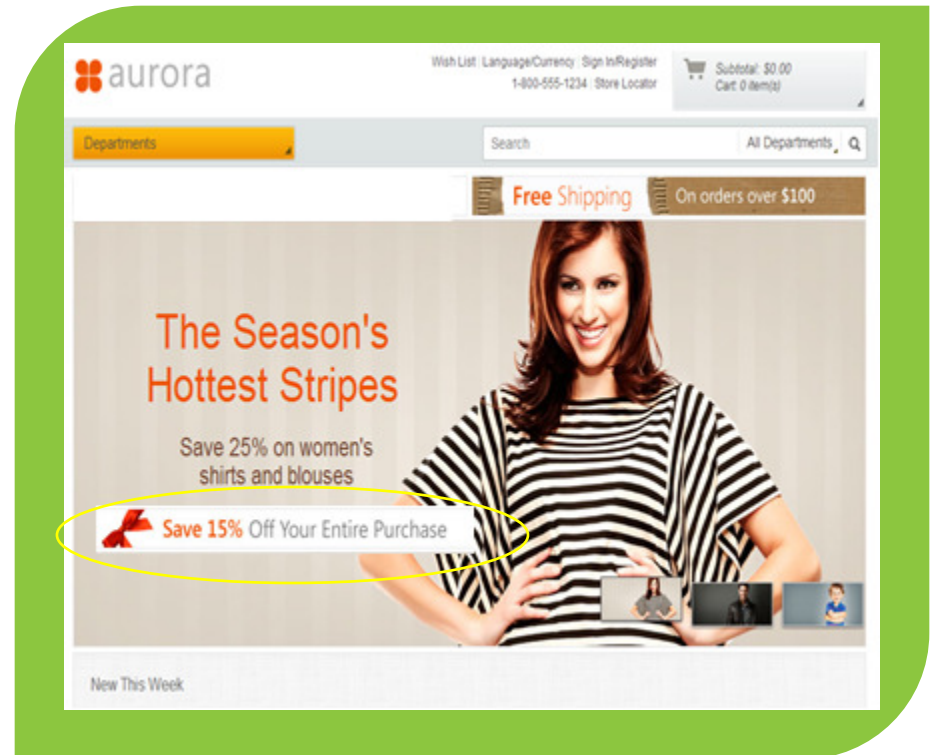 aurora
Wish List | Language/Currency | Sign In/Register
1-800-555-1234 | Store Locator
Subtotal: $0.00
Cart: 0 item(s)
Departments
Search
All Departments
Free Shipping
On orders over $100
The Season's
Hottest Stripes
Save 25% on women's
shirts and blouses
Save 15% Off Your Entire Purchase
New This Week